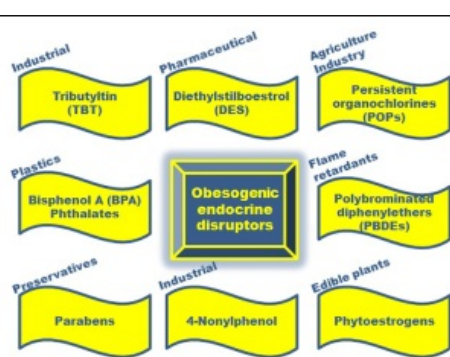 Industrial
Tributyltin
(TBT)
Pharmaceutical
Diethylstilboestrol
(DES)
Agriculture
Industry
Persistent
organochlorines
(POPs)
Plastics
Bisphenol A (BPA)
Phthalates
Obesogenic
endocrine
disruptors
Flame
retardants
Polybrominated
diphenylethers
(PBDEs)
Preservatives
Parabens
Industrial
4-Nonylphenol
Edible plants
Phytoestrogens